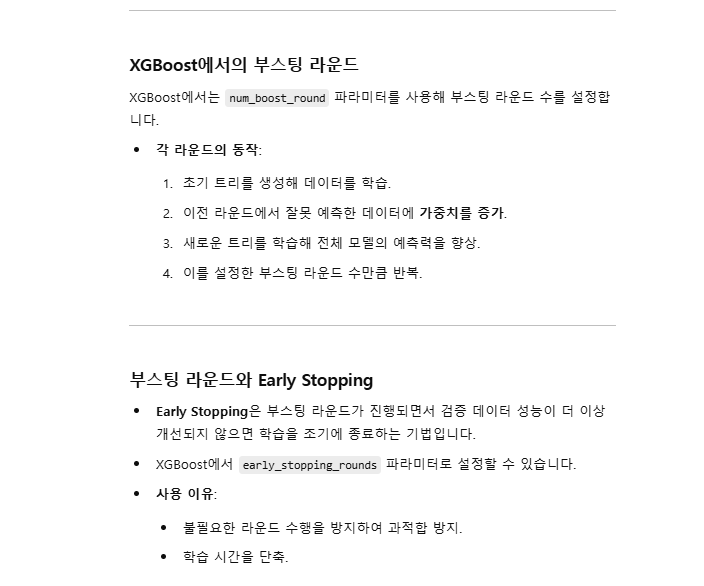 XGBoost에서의 부스팅 라운드
XGBoost에서는 num_boost_round 파라미터를 사용해 부스팅 라운드 수를 설정합
니다.
• 각 라운드의 동작:
1. 초기 트리를 생성해 데이터를 학습.
2. 이전 라운드에서 잘못 예측한 데이터에 가중치를 증가.
3. 새로운 트리를 학습해 전체 모델의 예측력을 향상.
4. 이를 설정한 부스팅 라운드 수만큼 반복.
부스팅 라운드와 Early Stopping
• Early Stopping은 부스팅 라운드가 진행되면서 검증 데이터 성능이 더 이상
개선되지 않으면 학습을 조기에 종료하는 기법입니다.
• XGBoost에서 early_stopping_rounds 파라미터로 설정할 수 있습니다.
• 사용 이유:
• 불필요한 라운드 수행을 방지하여 과적합 방지.
• 학습 시간을 단축.